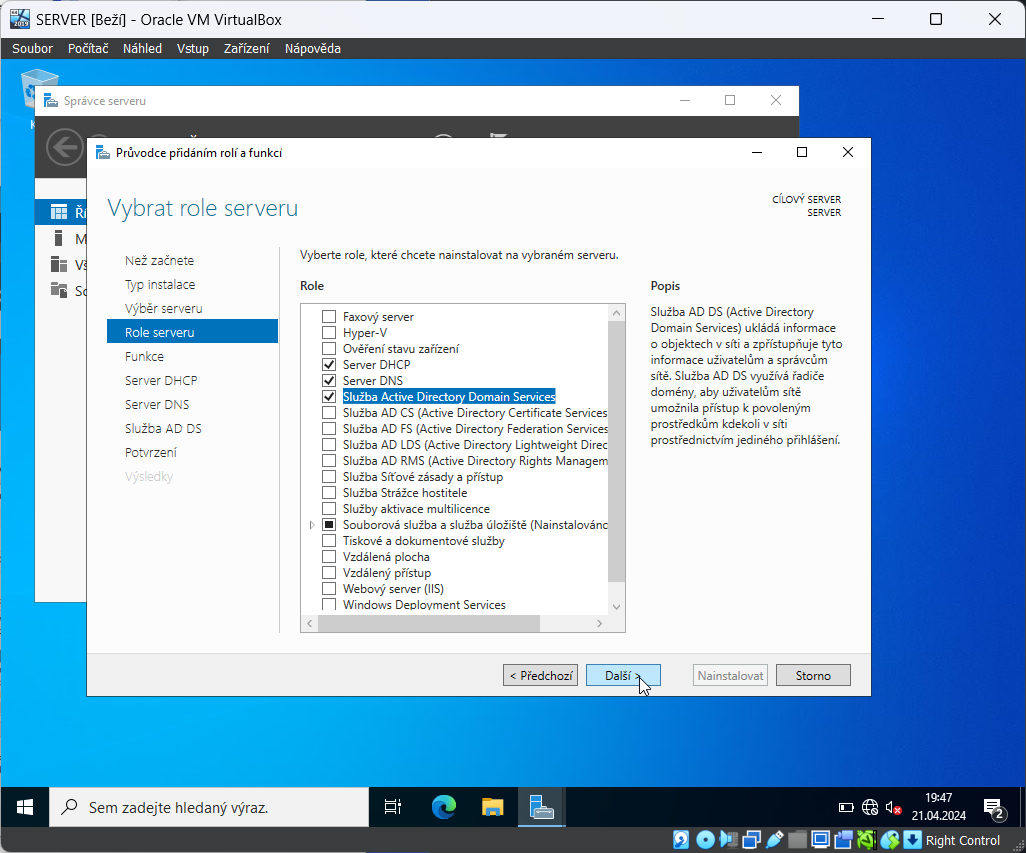 SERVER [Beží] - Oracle VM VirtualBox
Soubor Počítač Náhled Vstup Zařízení Nápověda
Správce serveru
Průvodce přidáním rolí a funkcí
Vybrat role serveru
CÍLOVÝ SERVER
SERVER
Než začnete
Typ instalace
Výběr serveru
Role serveru
Funkce
Server DHCP
Server DNS
Služba AD DS
Potvrzení
Výsledky
Vyberte role, které chcete nainstalovat na vybraném serveru.
Role
Faxový server
Hyper-V
Ověření stavu zařízení
Server DHCP
Server DNS
Služba Active Directory Domain Services
Služba AD CS (Active Directory Certificate Services
Služba AD FS (Active Directory Federation Services
Služba AD LDS (Active Directory Lightweight Direc
Služba AD RMS (Active Directory Rights Managem
Služba Síťové zásady a přístup
Služba Strážce hostitele
Služby aktivace multilicence
Souborová služba a služba úložiště (Nainstalováno
Tiskové a dokumentové služby
Vzdálená plocha
Vzdálený přístup
Webový server (IIS)
Windows Deployment Services
Popis
Služba AD DS (Active Directory
Domain Services) ukládá informace
o objektech v síti a zpřístupňuje tyto
informace uživatelům a správcům
sítě. Služba AD DS využívá řadiče
domény, aby uživatelům sítě
umožnila přístup k povoleným
prostředkům kdekoli v síti
prostřednictvím jediného přihlášení.
< Předchozí Další > Nainstalovat Storno
Sem zadejte hledaný výraz.
19:47
21.04.2024
2
Right Control